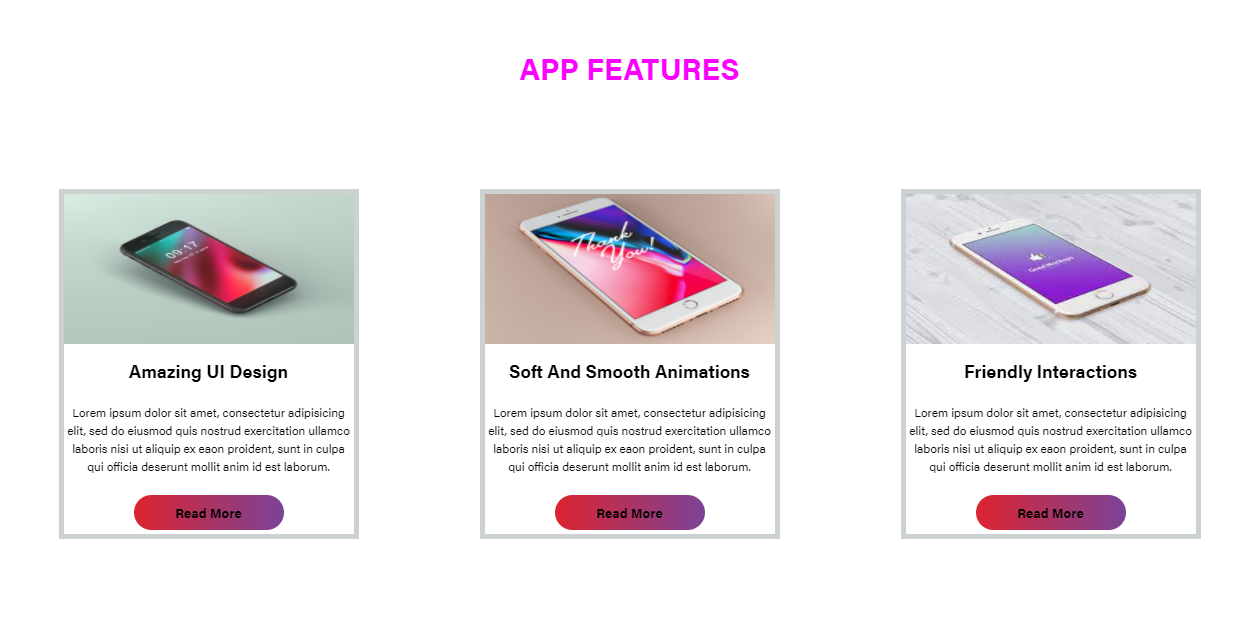 APP FEATURES
09:17
Thank
You!
Good Mockups
Amazing UI Design
Soft And Smooth Animations
Friendly Interactions
Lorem ipsum dolor sit amet, consectetur adipisicing
elit, sed do eiusmod quis nostrud exercitation ullamco
laboris nisi ut aliquip ex eaon proident, sunt in culpa
qui officia deserunt mollit anim id est laborum.
Lorem ipsum dolor sit amet, consectetur adipisicing
elit, sed do eiusmod quis nostrud exercitation ullamco
laboris nisi ut aliquip ex eaon proident, sunt in culpa
qui officia deserunt mollit anim id est laborum.
Lorem ipsum dolor sit amet, consectetur adipisicing
elit, sed do eiusmod quis nostrud exercitation ullamco
laboris nisi ut aliquip ex eaon proident, sunt in culpa
qui officia deserunt mollit anim id est laborum.
Read More
Read More
Read More